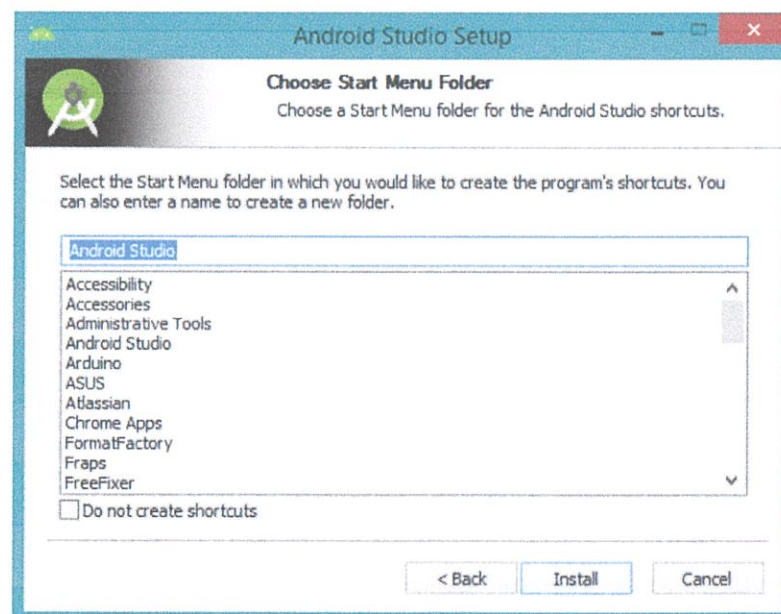 Android Studio Setup
Choose Start Menu Folder
Choose a Start Menu folder for the Android Studio shortcuts.
Select the Start Menu folder in which you would like to create the program's shortcuts. You
can also enter a name to create a new folder.
Android Studio
Accessibility
Accessories
Administrative Tools
Android Studio
Arduino
ASUS
Atlassian
Chrome Apps
FormatFactory
Fraps
FreeFixer
Do not create shortcuts
< Back
Install
Cancel